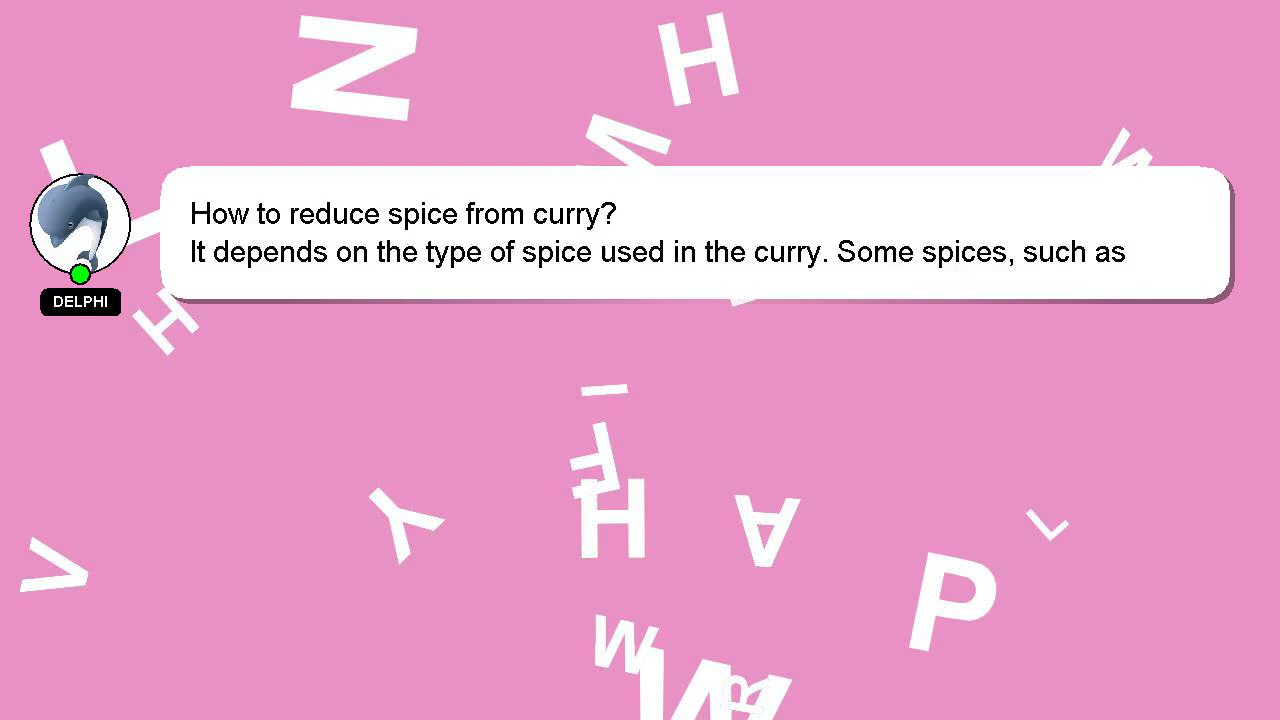 N
H
N
W
How to reduce spice from curry?
It depends on the type of spice used in the curry. Some spices, such as
DELPHI
H
I
F
H
Y
A
L
V
P
W
W
R